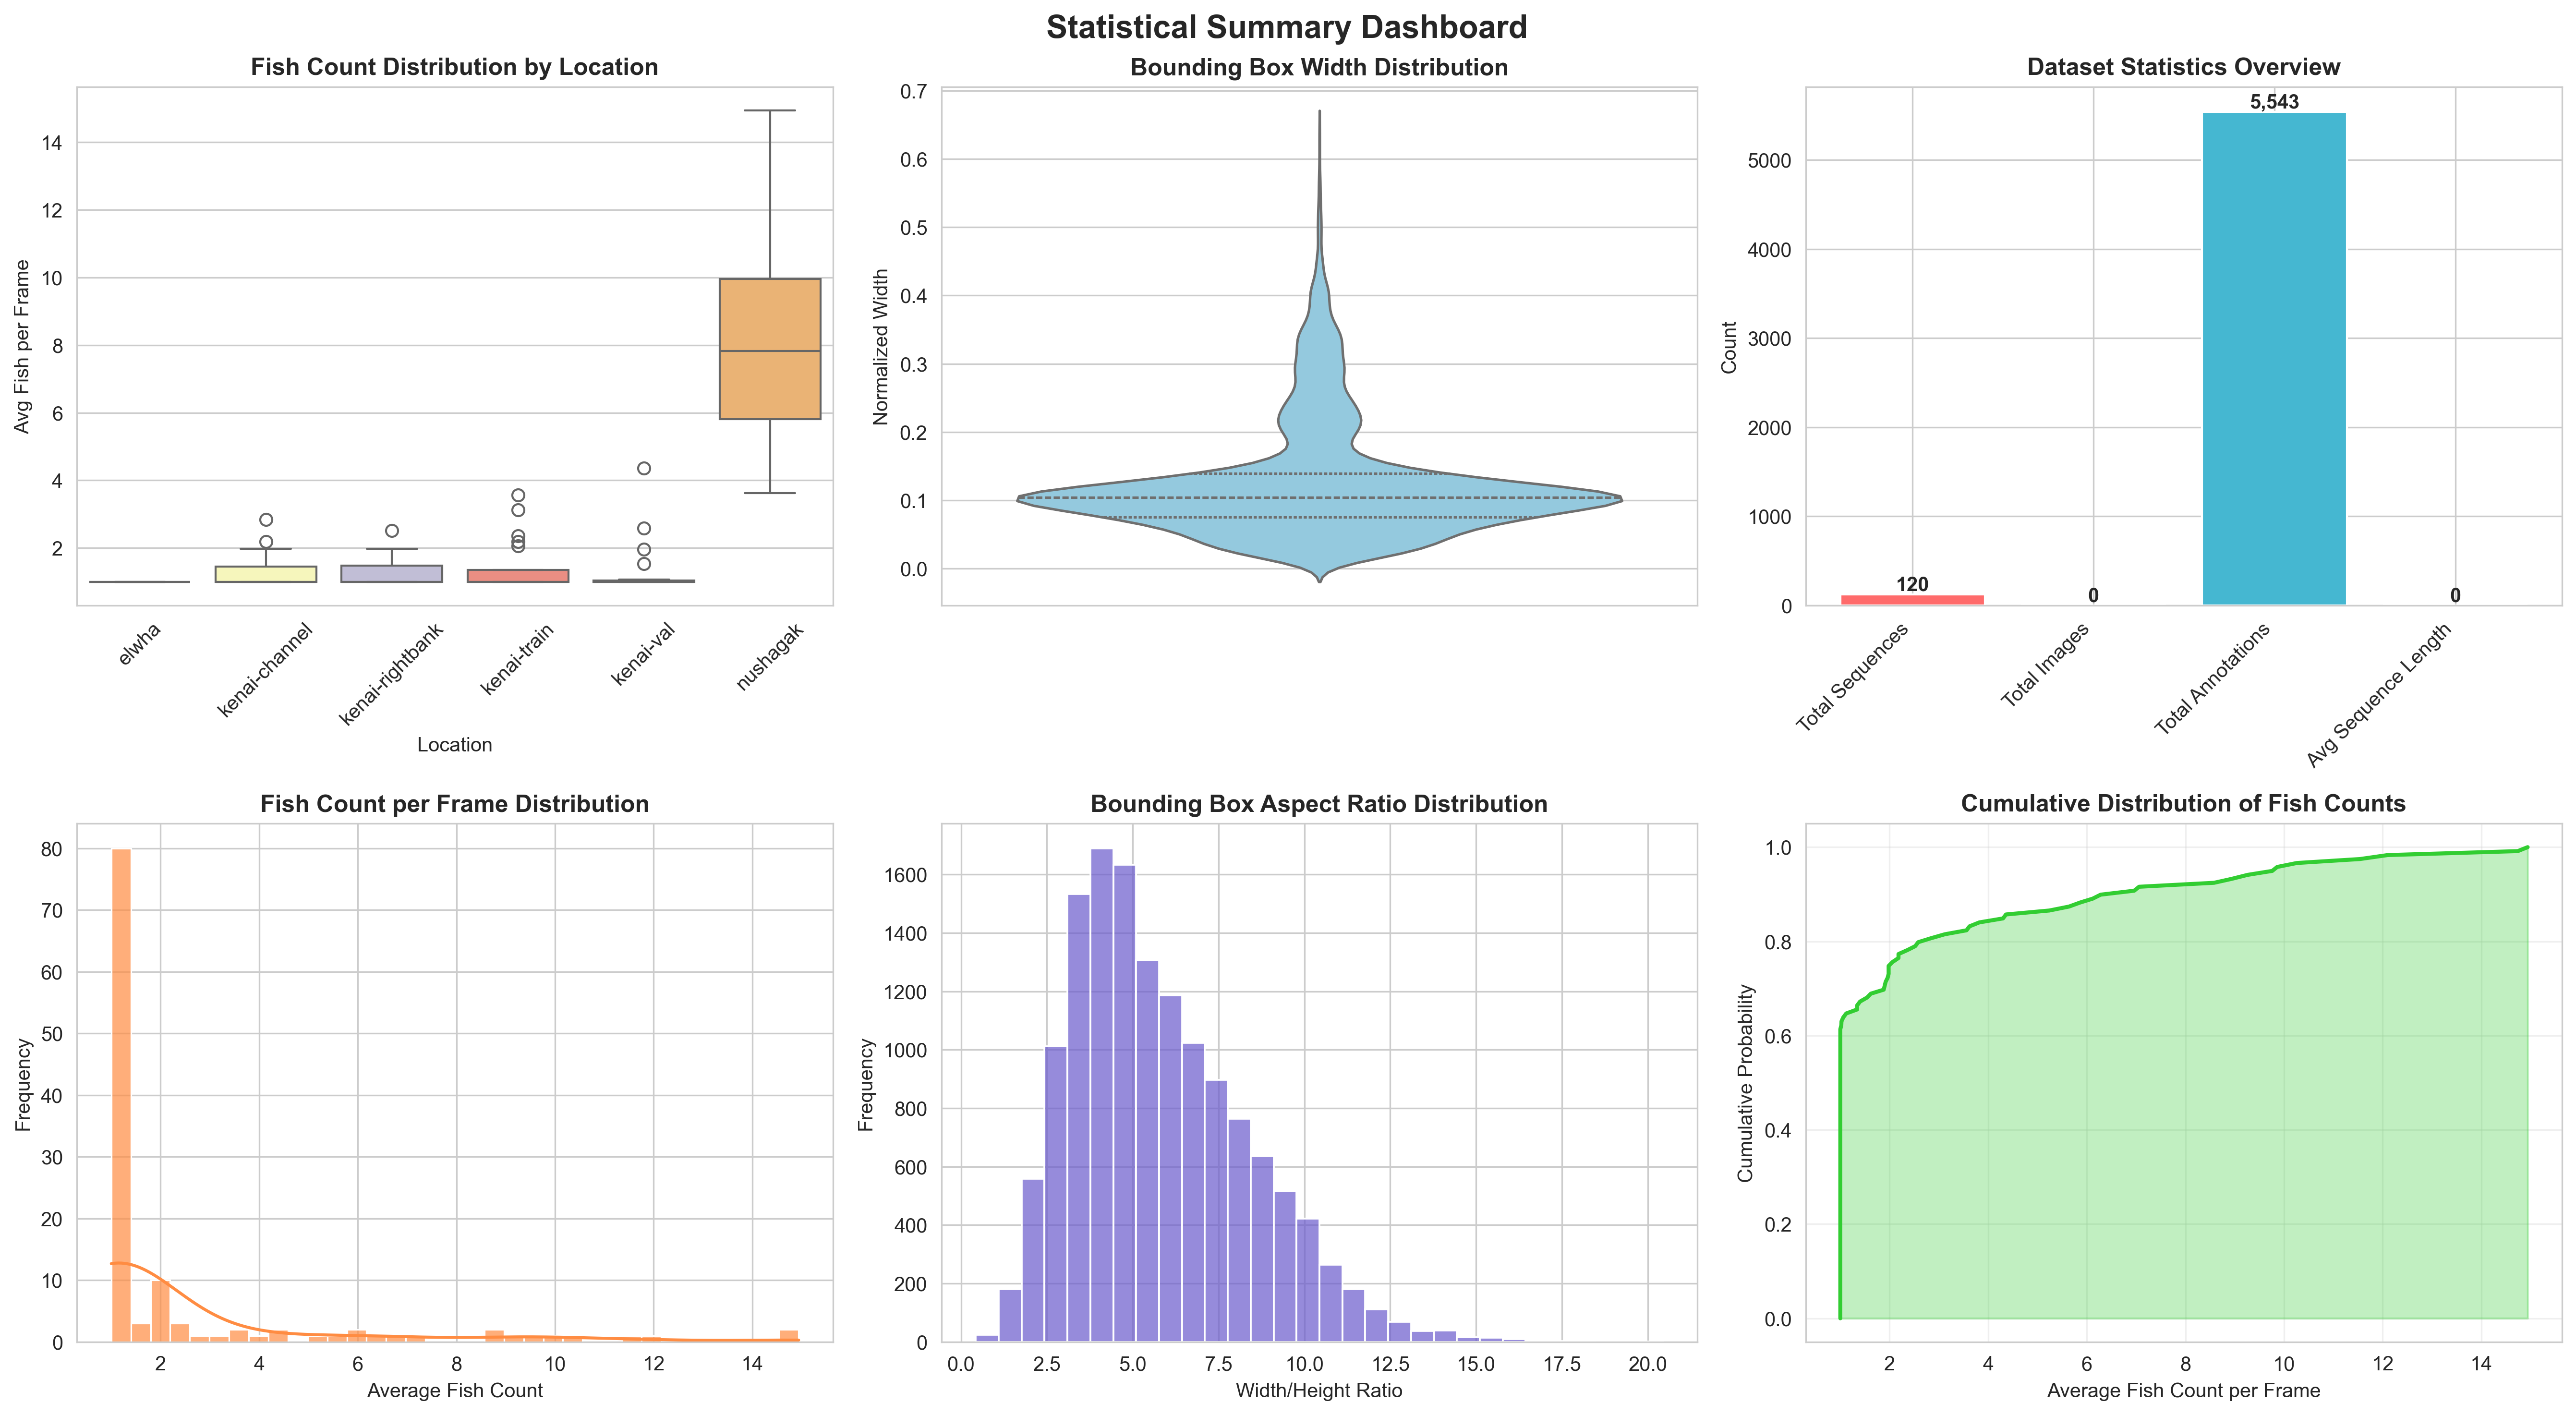 Statistical Summary Dashboard
Fish Count Distribution by Location
Avg Fish per Frame
14
12
10
8
6
4
2
elwha
kenai-channel
kenai-rightbank
kenai-train
kenai-val
nushagak
Location
Bounding Box Width Distribution
Normalized Width
0.7
0.6
0.5
0.4
0.3
0.2
0.1
0.0
Dataset Statistics Overview
Count
5000
4000
3000
2000
1000
0
120
0
5,543
0
Total Sequences
Total Images
Total Annotations
Avg Sequence Length
Fish Count per Frame Distribution
Frequency
80
70
60
50
40
30
20
10
0
2 4 6 8 10 12 14
Average Fish Count
Bounding Box Aspect Ratio Distribution
Frequency
1600
1400
1200
1000
800
600
400
200
0
0.0 2.5 5.0 7.5 10.0 12.5 15.0 17.5 20.0
Width/Height Ratio
Cumulative Distribution of Fish Counts
Cumulative Probability
1.0
0.8
0.6
0.4
0.2
0.0
2 4 6 8 10 12 14
Average Fish Count per Frame